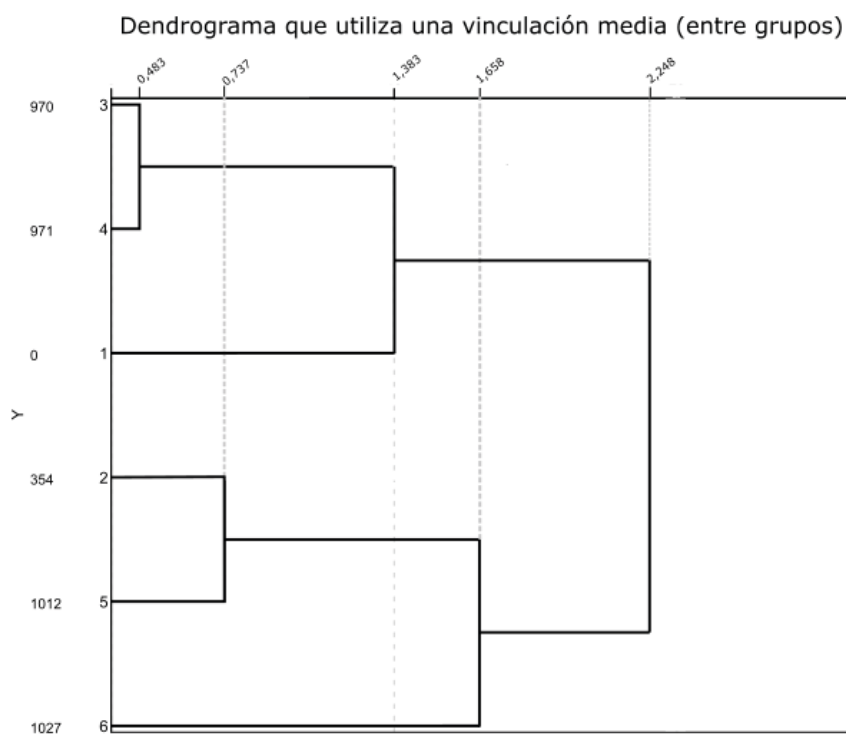 Dendrograma que utiliza una vinculación media (entre grupos)
0,483 0,737 1,383 1,658 2,248
970 3
971 4
0 1
Y
354 2
1012 5
1027 6